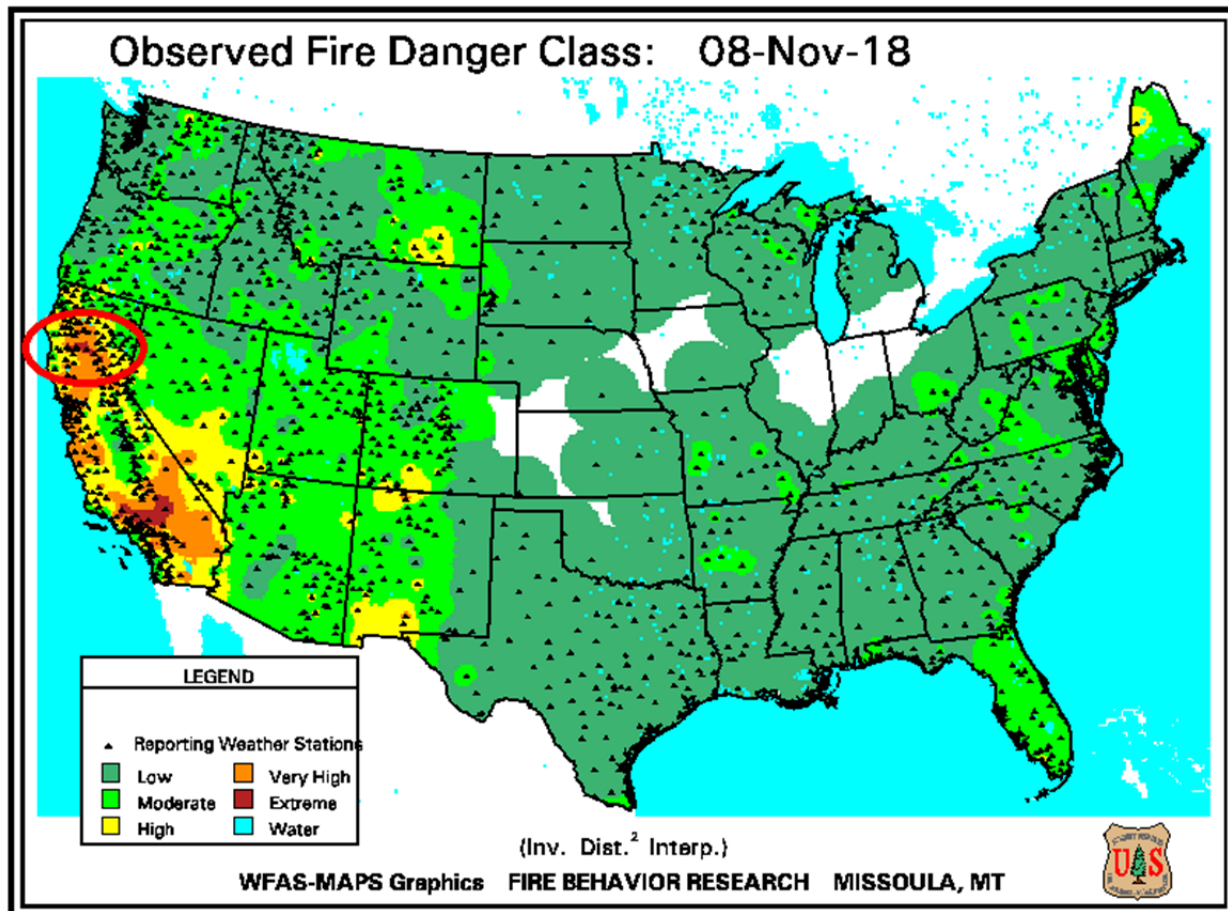 Observed Fire Danger Class: 08-Nov-18
LEGEND
Reporting Weather Stations
Low
Very High
Moderate
Extreme
High
Water
(Inv. Dist.² Interp.)
WFAS-MAPS Graphics FIRE BEHAVIOR RESEARCH MISSOULA, MT
U S